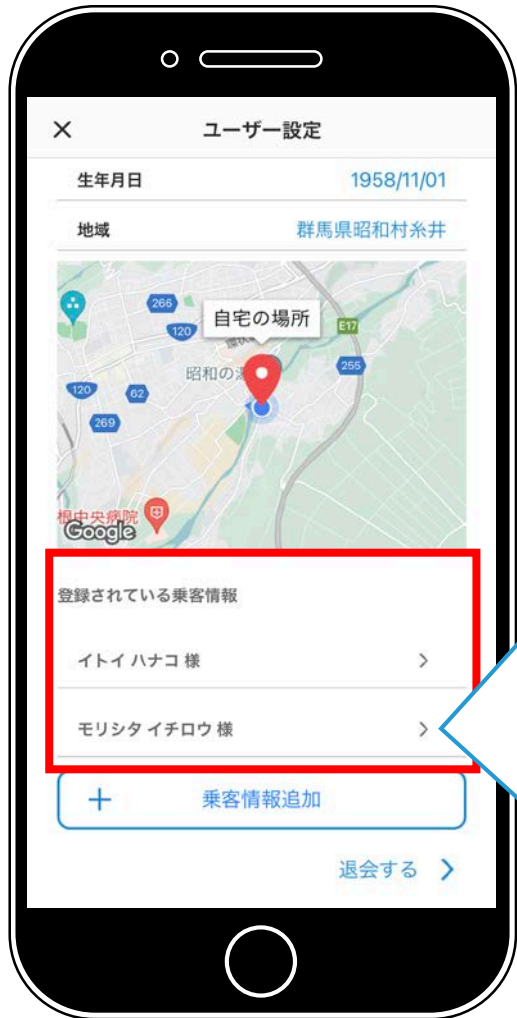 ユーザー設定
生年月日 1958/11/01
地域 群馬県昭和村糸井
266
自宅の場所
120
E17
昭和の
255
120
62
269
根中央病院
Google
登録されている乗客情報
イトイ ハナコ 様
モリシタ イチロウ 様
乗客情報追加
退会する